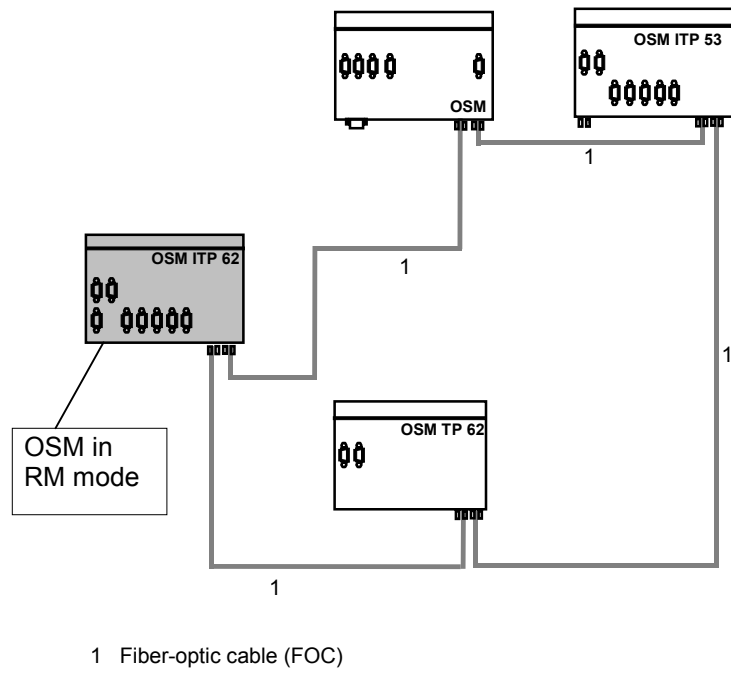 OSM ITP 53
OSM
1
OSM ITP 62
1
1
OSM in
RM mode
OSM TP 62
1
1 Fiber-optic cable (FOC)